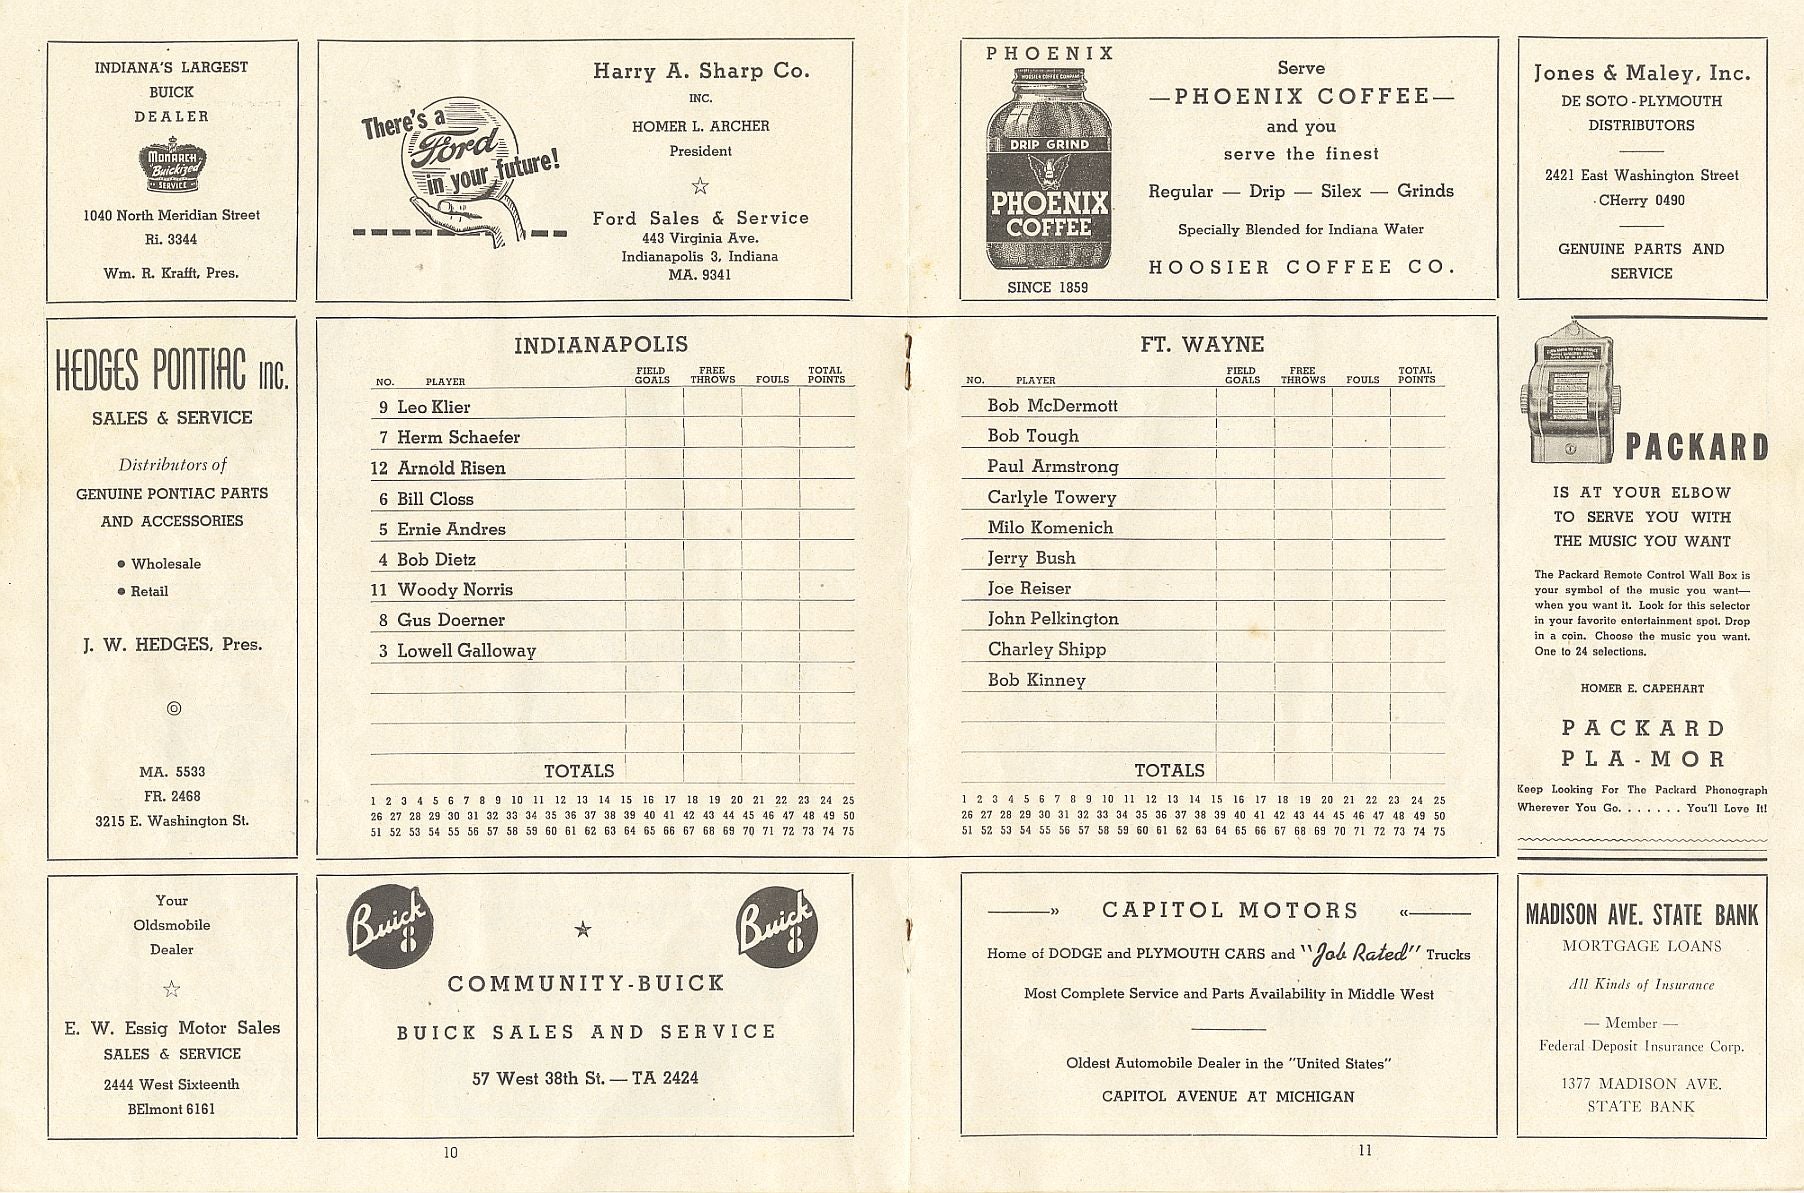 INDIANA'S LARGEST
BUICK
DEALER
MONARCH
"Buickized"
SERVICE
1040 North Meridian Street
Ri. 3344
Wm. R. Krafft, Pres.
There's a
Ford
in your future!
Harry A. Sharp Co.
INC.
HOMER L. ARCHER
President
Ford Sales & Service
443 Virginia Ave.
Indianapolis 3, Indiana
MA. 9341
PHOENIX
HOOSIER COFFEE COMPANY
DRIP GRIND
PHOENIX
COFFEE
SINCE 1859
Serve
—PHOENIX COFFEE—
and you
serve the finest
Regular — Drip — Silex — Grinds
Specially Blended for Indiana Water
HOOSIER COFFEE CO.
Jones & Maley, Inc.
DE SOTO - PLYMOUTH
DISTRIBUTORS
2421 East Washington Street
CHerry 0490
GENUINE PARTS AND
SERVICE
HEDGES PONTIAC INC.
SALES & SERVICE
Distributors of
GENUINE PONTIAC PARTS
AND ACCESSORIES
● Wholesale
● Retail
J. W. HEDGES, Pres.
MA. 5533
FR. 2468
3215 E. Washington St.
INDIANAPOLIS
NO. PLAYER FIELD GOALS FREE THROWS FOULS TOTAL POINTS
9 Leo Klier
7 Herm Schaefer
12 Arnold Risen
6 Bill Closs
5 Ernie Andres
4 Bob Dietz
11 Woody Norris
8 Gus Doerner
3 Lowell Galloway
TOTALS
1 2 3 4 5 6 7 8 9 10 11 12 13 14 15 16 17 18 19 20 21 22 23 24 25
26 27 28 29 30 31 32 33 34 35 36 37 38 39 40 41 42 43 44 45 46 47 48 49 50
51 52 53 54 55 56 57 58 59 60 61 62 63 64 65 66 67 68 69 70 71 72 73 74 75
FT. WAYNE
NO. PLAYER FIELD GOALS FREE THROWS FOULS TOTAL POINTS
Bob McDermott
Bob Tough
Paul Armstrong
Carlyle Towery
Milo Komenich
Jerry Bush
Joe Reiser
John Pelkington
Charley Shipp
Bob Kinney
TOTALS
1 2 3 4 5 6 7 8 9 10 11 12 13 14 15 16 17 18 19 20 21 22 23 24 25
26 27 28 29 30 31 32 33 34 35 36 37 38 39 40 41 42 43 44 45 46 47 48 49 50
51 52 53 54 55 56 57 58 59 60 61 62 63 64 65 66 67 68 69 70 71 72 73 74 75
PACKARD
IS AT YOUR ELBOW
TO SERVE YOU WITH
THE MUSIC YOU WANT
The Packard Remote Control Wall Box is
your symbol of the music you want—
when you want it. Look for this selector
in your favorite entertainment spot. Drop
in a coin. Choose the music you want.
One to 24 selections.
HOMER E. CAPEHART
PACKARD
PLA-MOR
Keep Looking For The Packard Phonograph
Wherever You Go. . . . . . . You'll Love It!
Your
Oldsmobile
Dealer
E. W. Essig Motor Sales
SALES & SERVICE
2444 West Sixteenth
BElmont 6161
Buick 8
Buick 8
COMMUNITY-BUICK
BUICK SALES AND SERVICE
57 West 38th St. — TA 2424
——» CAPITOL MOTORS «——
Home of DODGE and PLYMOUTH CARS and "Job Rated" Trucks
Most Complete Service and Parts Availability in Middle West
Oldest Automobile Dealer in the "United States"
CAPITOL AVENUE AT MICHIGAN
MADISON AVE. STATE BANK
MORTGAGE LOANS
All Kinds of Insurance
— Member —
Federal Deposit Insurance Corp.
1377 MADISON AVE.
STATE BANK
10
11